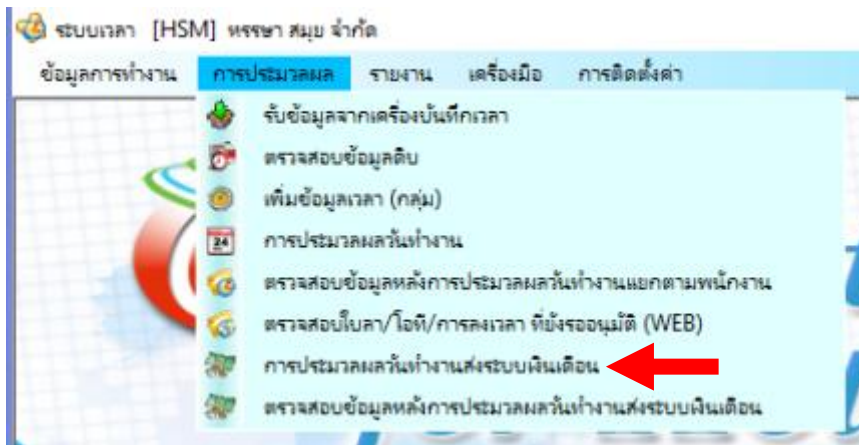 ระบบเวลา [HSM] หรรษา สมุย จำกัด
ข้อมูลการทำงาน การประมวลผล รายงาน เครื่องมือ การติดตั้งค่า
รับข้อมูลจากเครื่องบันทึกเวลา
ตรวจสอบข้อมูลดิบ
เพิ่มข้อมูลเวลา (กลุ่ม)
24 การประมวลผลวันทำงาน
ตรวจสอบข้อมูลหลังการประมวลผลวันทำงานแยกตามพนักงาน
ตรวจสอบใบลา/โอที/การลงเวลา ที่ยังรออนุมัติ (WEB)
การประมวลผลวันทำงานส่งระบบเงินเดือน
ตรวจสอบข้อมูลหลังการประมวลผลวันทำงานส่งระบบเงินเดือน